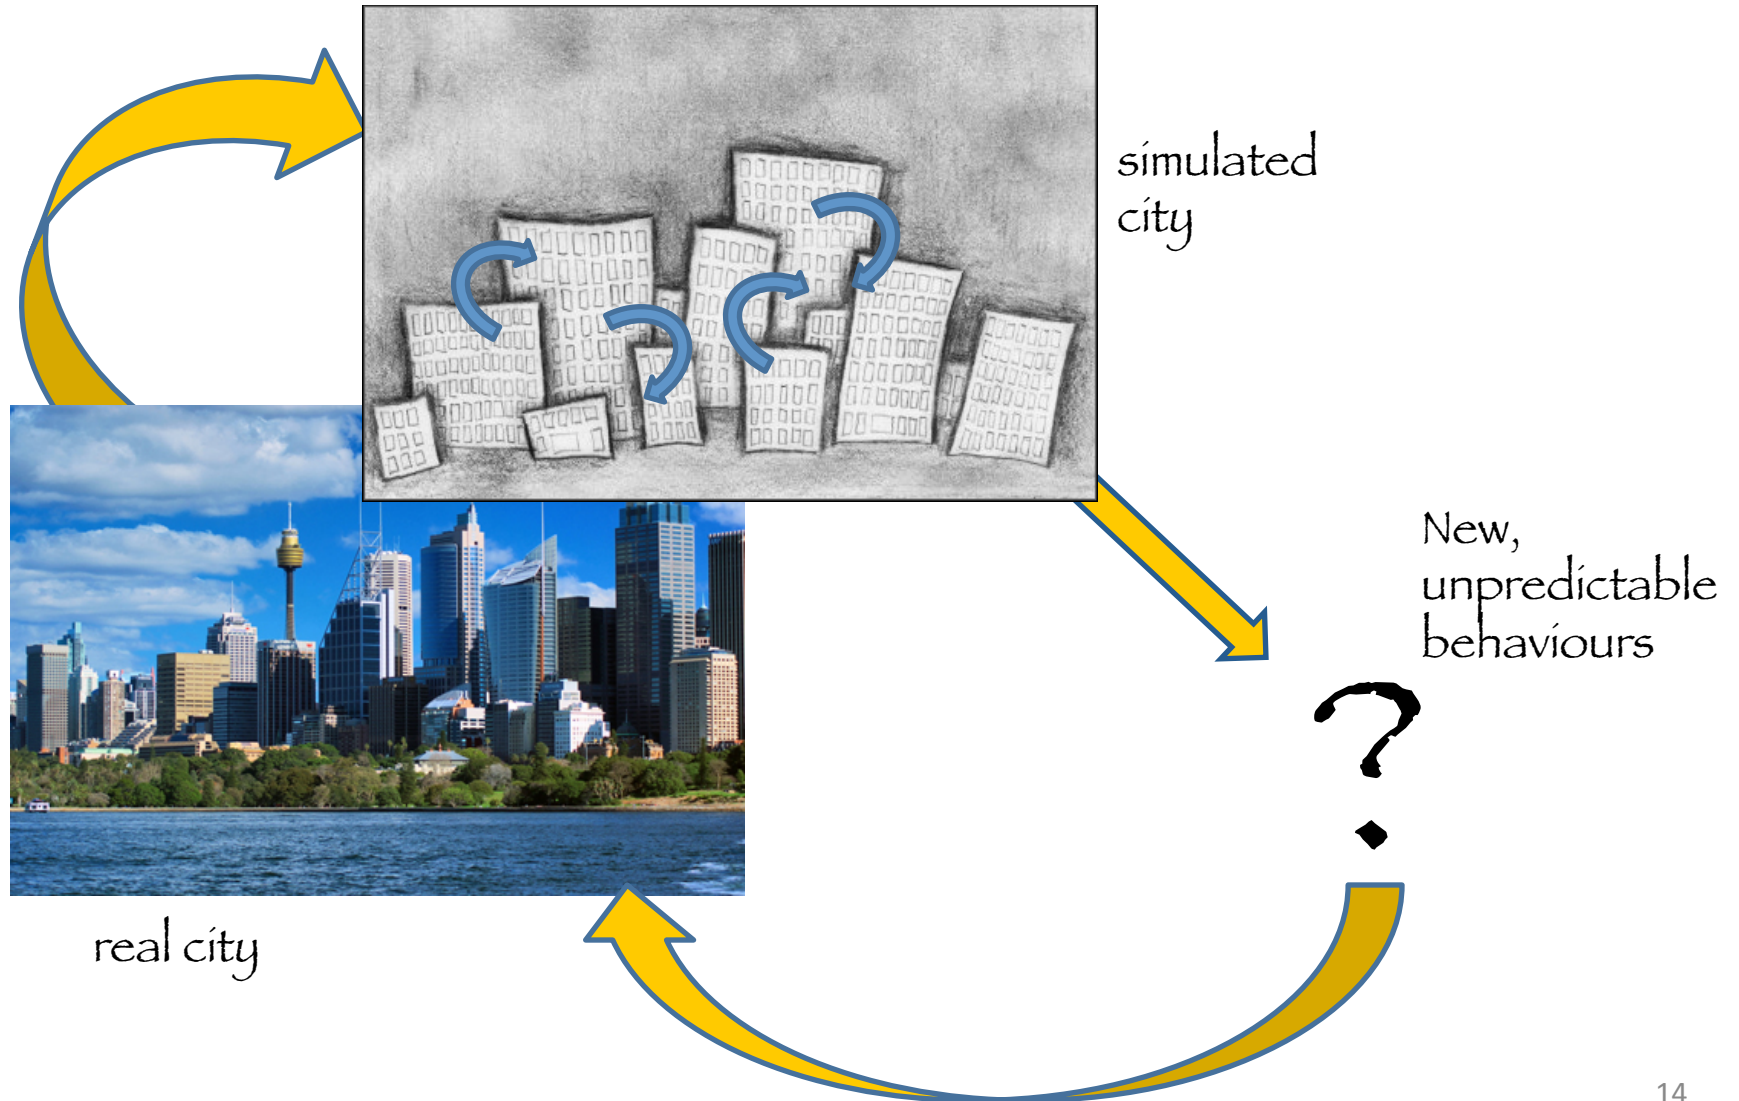 simulated
city
New,
unpredictable
behaviours
?
real city
14